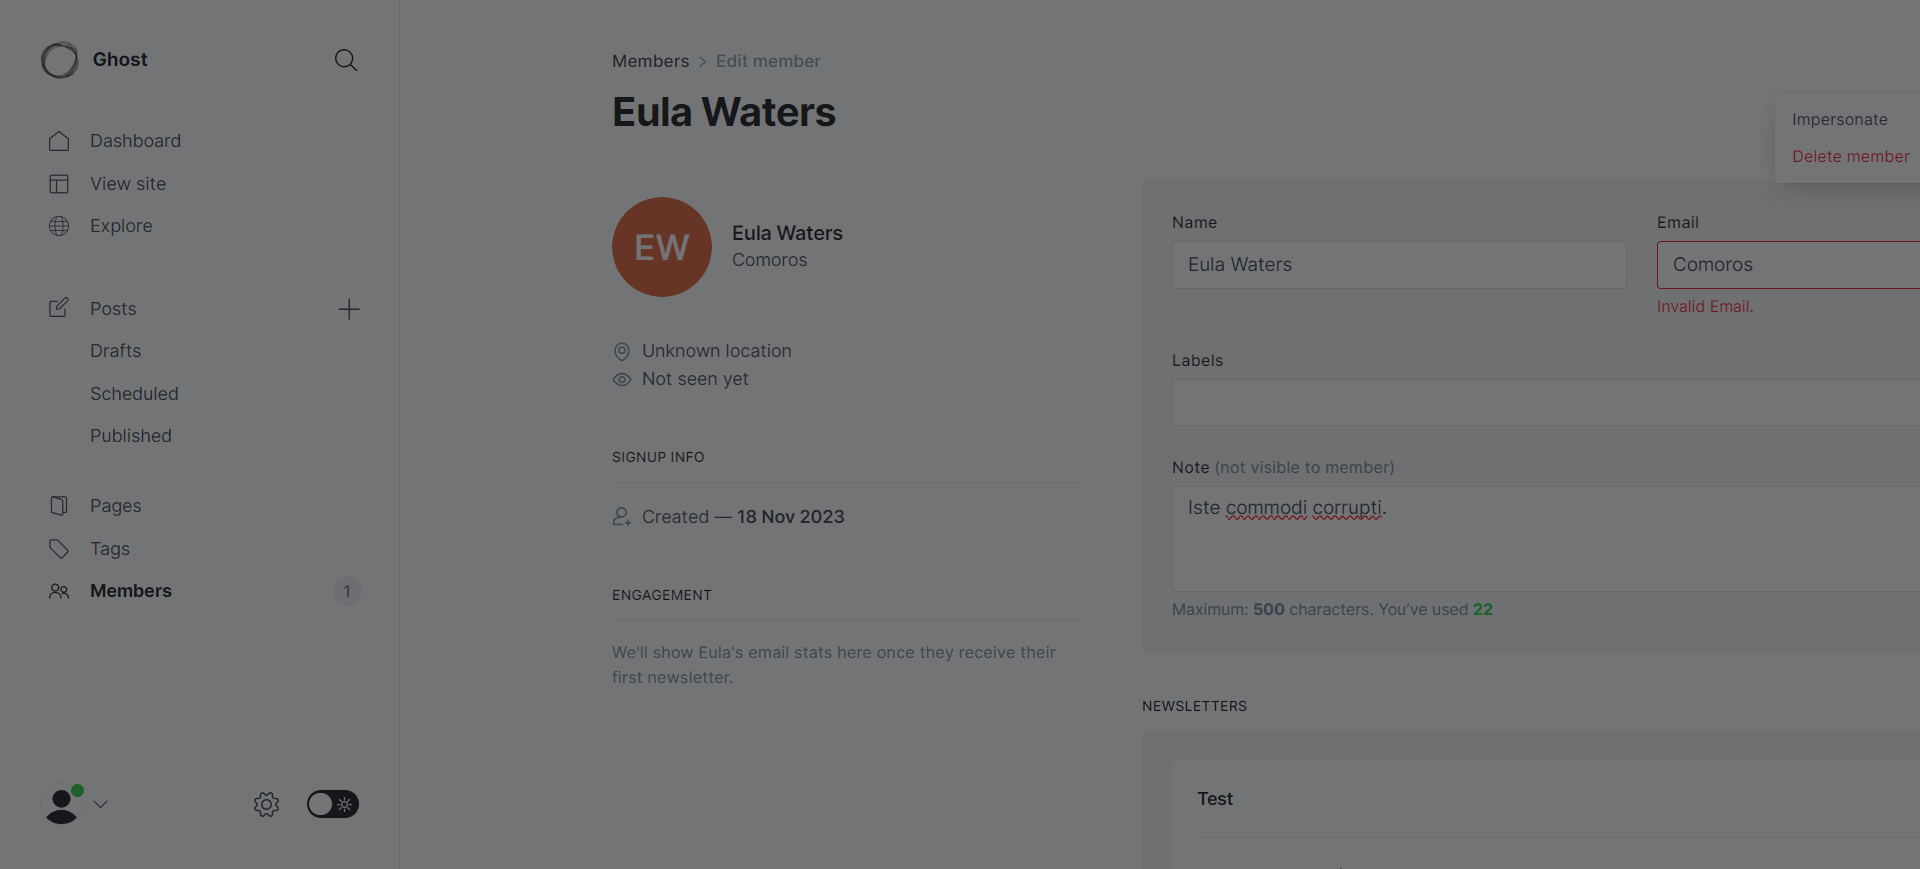 Ghost
Dashboard
View site
Explore
Posts
Drafts
Scheduled
Published
Pages
Tags
Members 1
Members > Edit member
Eula Waters
EW
Eula Waters
Comoros
Unknown location
Not seen yet
SIGNUP INFO
Created — 18 Nov 2023
ENGAGEMENT
We'll show Eula's email stats here once they receive their
first newsletter.
Impersonate
Delete member
Name
Eula Waters
Email
Comoros
Invalid Email.
Labels
Note (not visible to member)
Iste commodi corrupti.
Maximum: 500 characters. You’ve used 22
NEWSLETTERS
Test